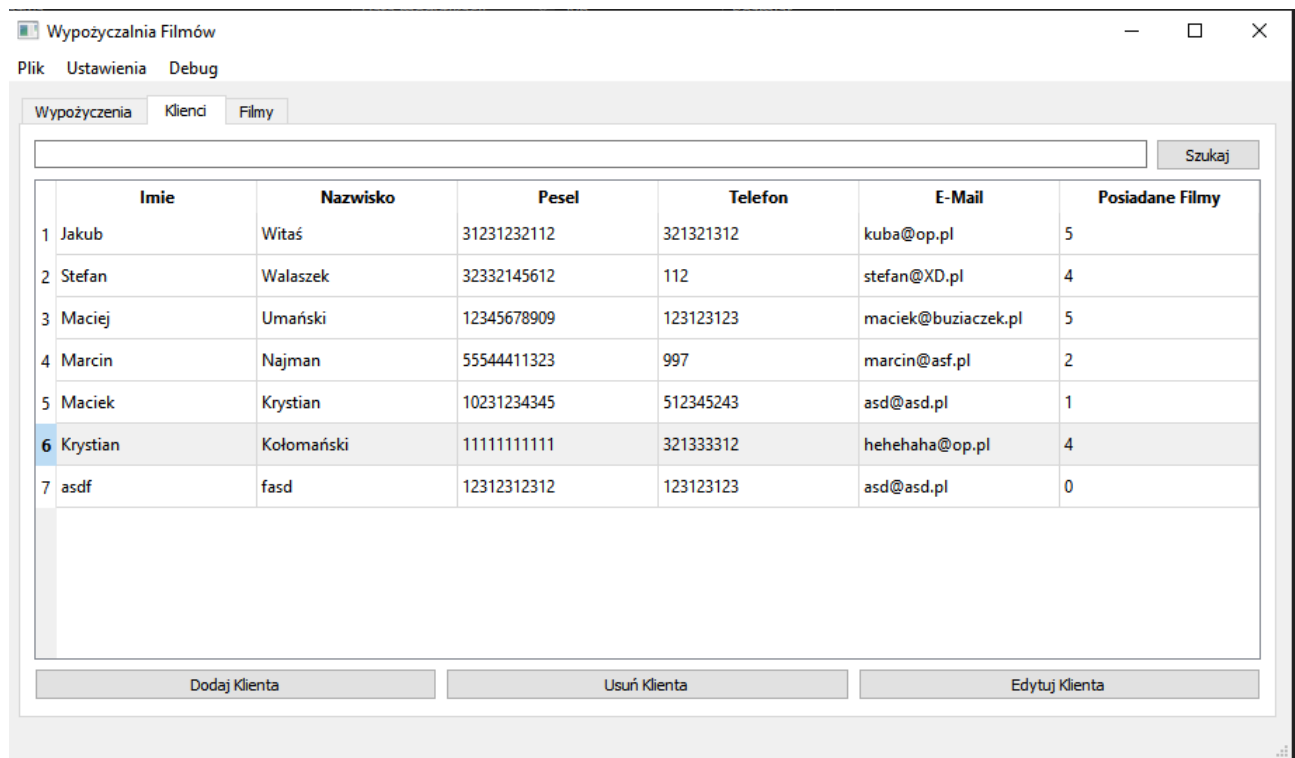 Wypożyczalnia Filmów
Plik Ustawienia Debug
Wypożyczenia Klienci Filmy
Szukaj
Imie Nazwisko Pesel Telefon E-Mail Posiadane Filmy
1 Jakub Witaś 31231232112 321321312 kuba@op.pl 5
2 Stefan Walaszek 32332145612 112 stefan@XD.pl 4
3 Maciej Umański 12345678909 123123123 maciek@buziaczek.pl 5
4 Marcin Najman 55544411323 997 marcin@asf.pl 2
5 Maciek Krystian 10231234345 512345243 asd@asd.pl 1
6 Krystian Kołomański 11111111111 321333312 hehehaha@op.pl 4
7 asdf fasd 12312312312 123123123 asd@asd.pl 0
Dodaj Klienta Usuń Klienta Edytuj Klienta